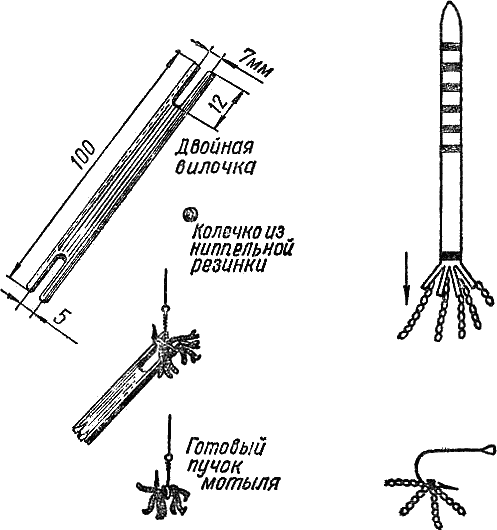 7мм
12
100
Двойная
вилочка
Колечко из
ниппельной
резинки
5
Готовый
пучок
мотыля